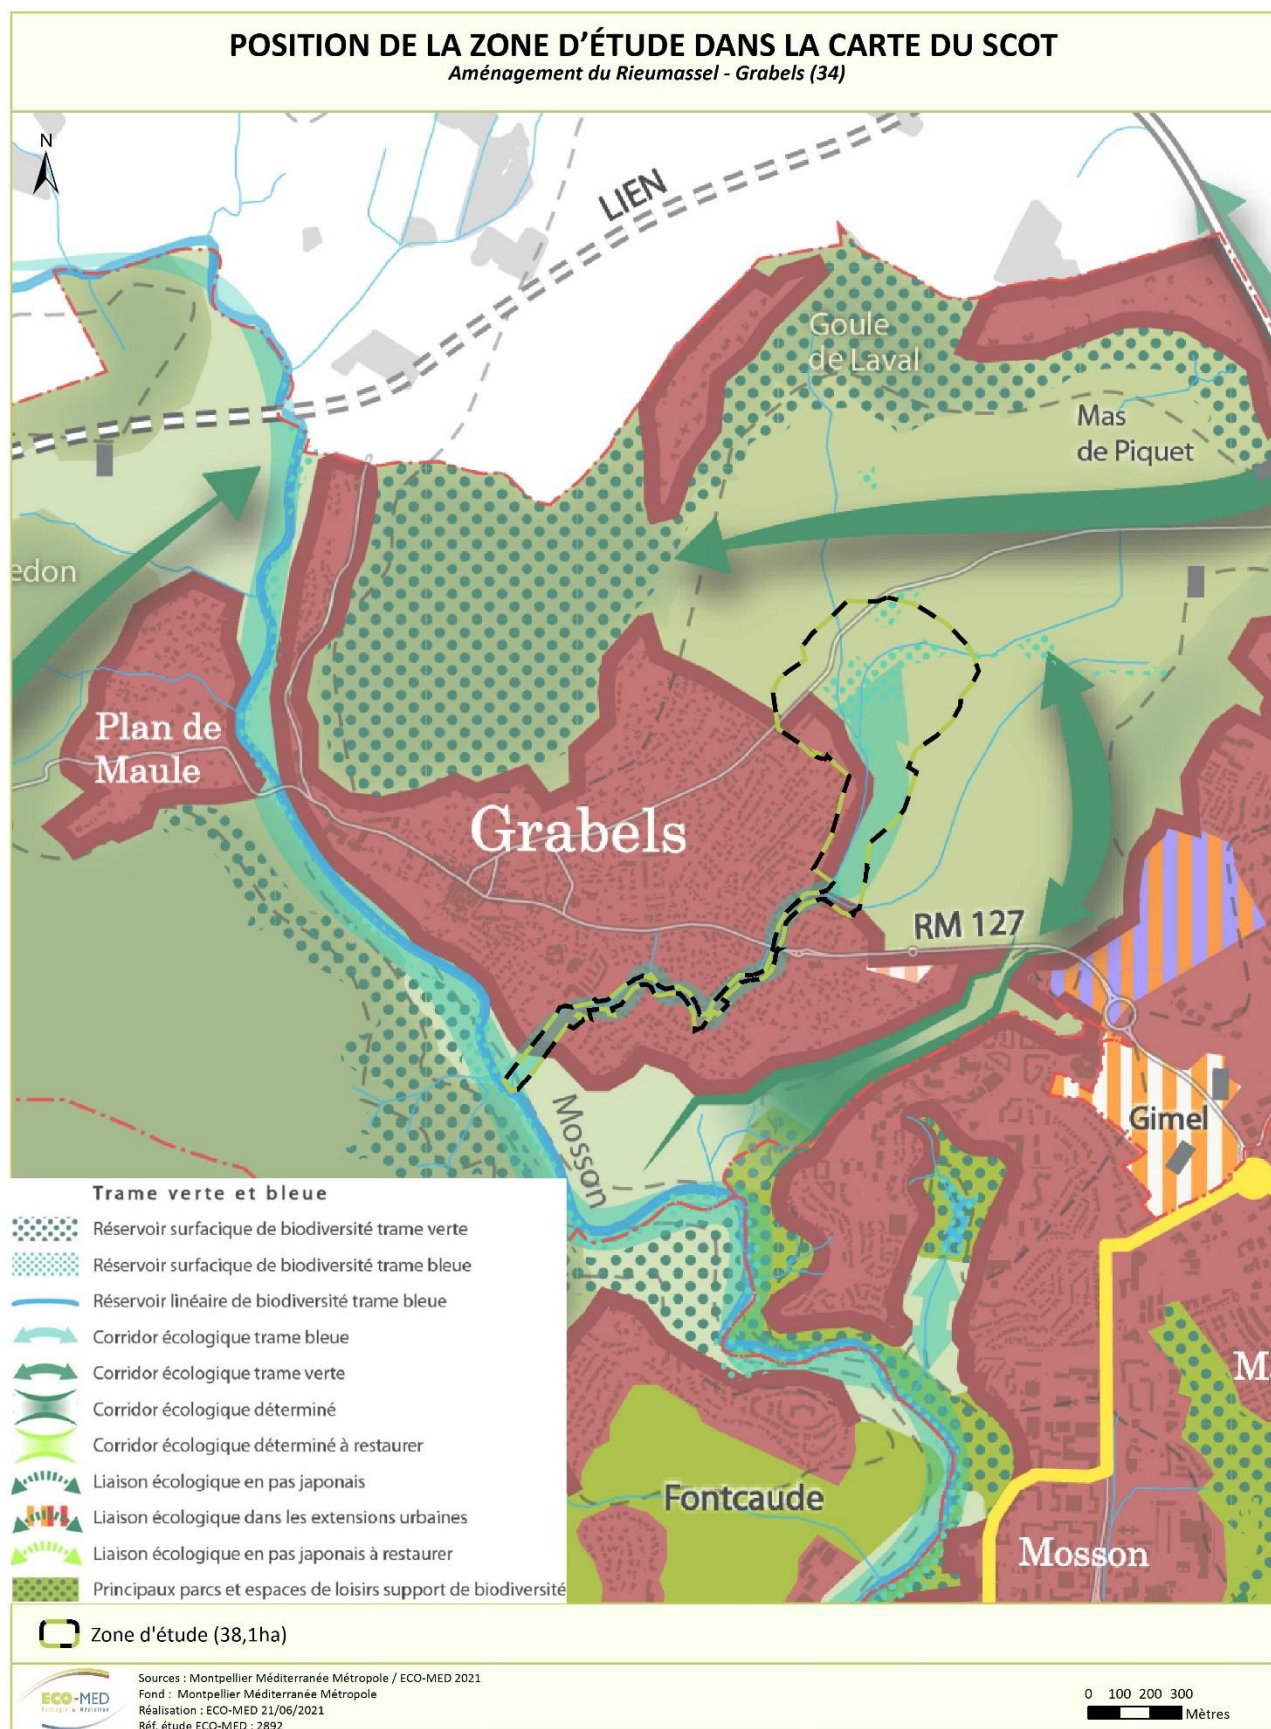 POSITION DE LA ZONE D'ÉTUDE DANS LA CARTE DU SCOT
Aménagement du Rieumassel - Grabels (34)
N
LIEN
Goule
de Laval
Mas
de Piquet
edon
Plan de
Maule
Grabels
RM 127
Mosson
Gimel
Ma
Fontcaude
Mosson
Trame verte et bleue
Réservoir surfacique de biodiversité trame verte
Réservoir surfacique de biodiversité trame bleue
Réservoir linéaire de biodiversité trame bleue
Corridor écologique trame bleue
Corridor écologique trame verte
Corridor écologique déterminé
Corridor écologique déterminé à restaurer
Liaison écologique en pas japonais
Liaison écologique dans les extensions urbaines
Liaison écologique en pas japonais à restaurer
Principaux parcs et espaces de loisirs support de biodiversité
Zone d'étude (38,1ha)
ECO-MED
Ecologie & Médiation
Sources : Montpellier Méditerranée Métropole / ECO-MED 2021
Fond : Montpellier Méditerranée Métropole
Réalisation : ECO-MED 21/06/2021
Réf. étude ECO-MED : 2892
0 100 200 300
Mètres